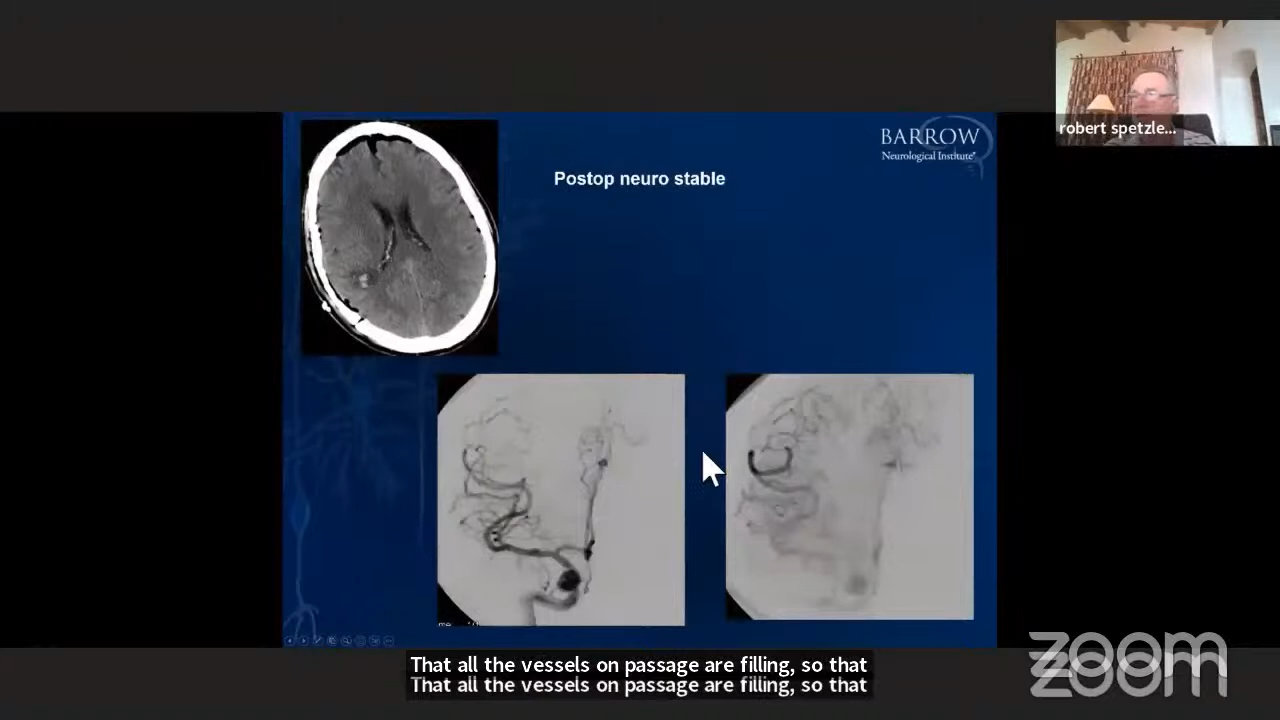 robert spetzle...
BARROW
Neurological Institute®
Postop neuro stable
That all the vessels on passage are filling, so that
That all the vessels on passage are filling, so that
zoom